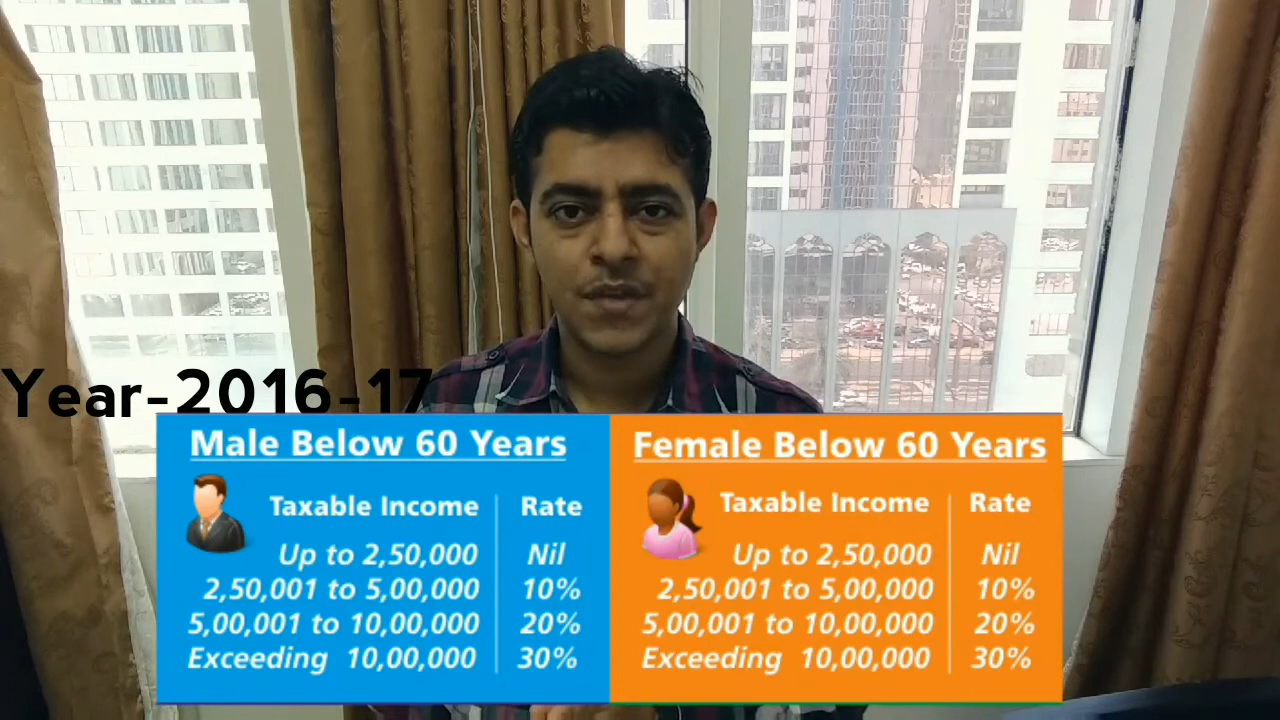 Year-2016-17
Male Below 60 Years
Taxable Income Rate
Up to 2,50,000 Nil
2,50,001 to 5,00,000 10%
5,00,001 to 10,00,000 20%
Exceeding 10,00,000 30%
Female Below 60 Years
Taxable Income Rate
Up to 2,50,000 Nil
2,50,001 to 5,00,000 10%
5,00,001 to 10,00,000 20%
Exceeding 10,00,000 30%